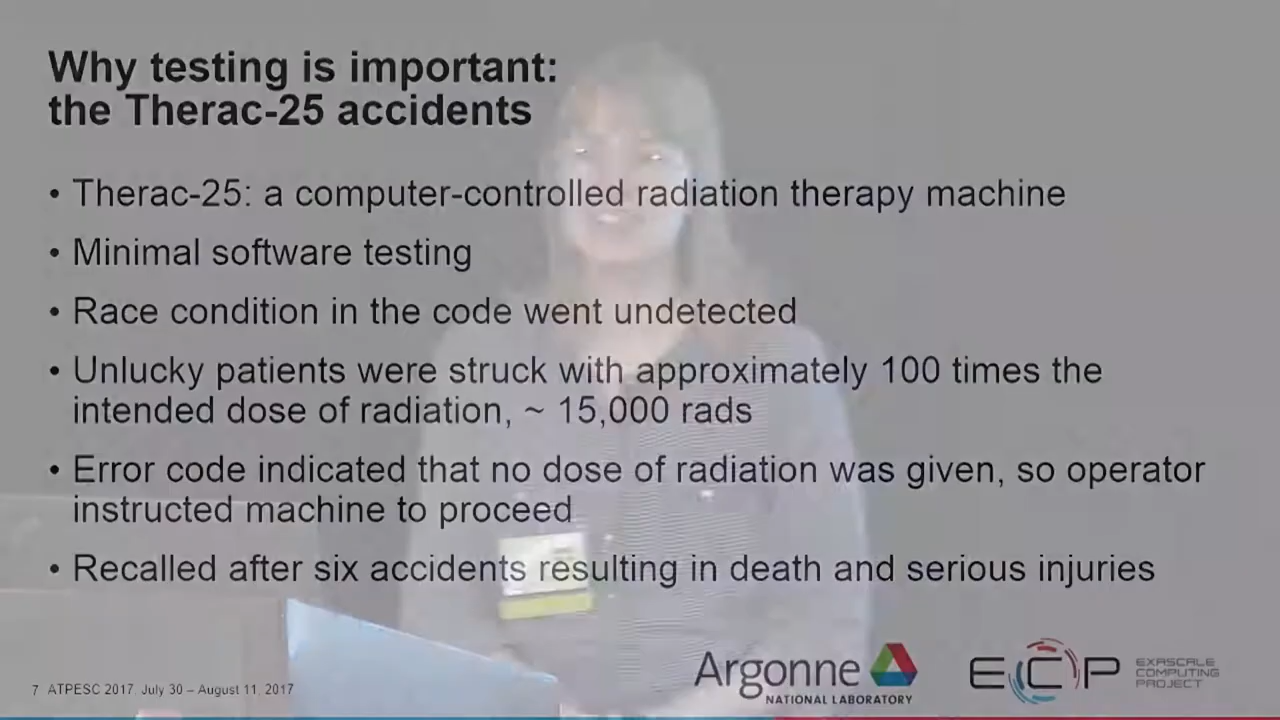 Why testing is important:
the Therac-25 accidents
• Therac-25: a computer-controlled radiation therapy machine
• Minimal software testing
• Race condition in the code went undetected
• Unlucky patients were struck with approximately 100 times the
intended dose of radiation, ~ 15,000 rads
• Error code indicated that no dose of radiation was given, so operator
instructed machine to proceed
• Recalled after six accidents resulting in death and serious injuries
7 ATPESC 2017, July 30 – August 11, 2017
Argonne
NATIONAL LABORATORY
ECP
EXASCALE
COMPUTING
PROJECT